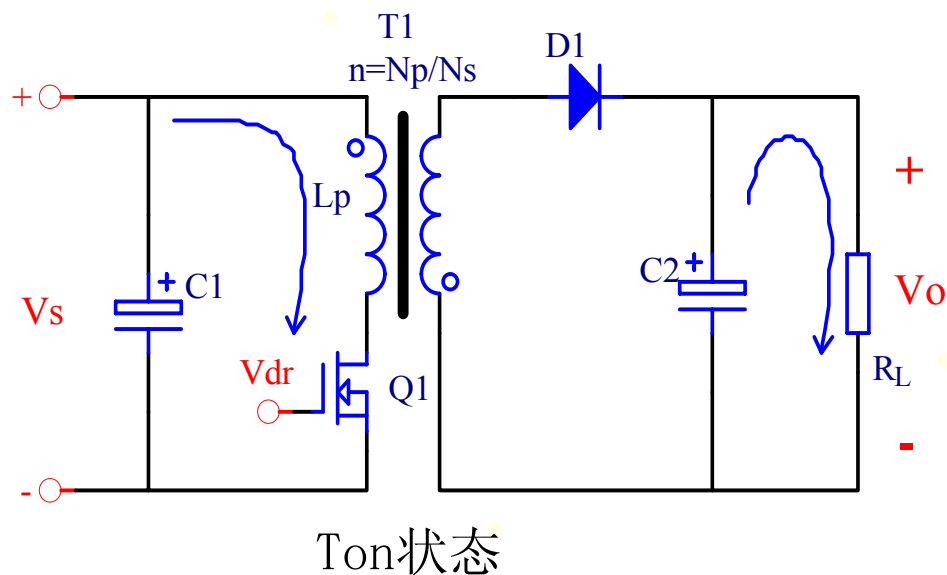 T1
n=Np/Ns
D1
+
Lp
+
C1
Vs
Vdr
Q1
-
+
C2
+
Vo
RL
-
Ton状态